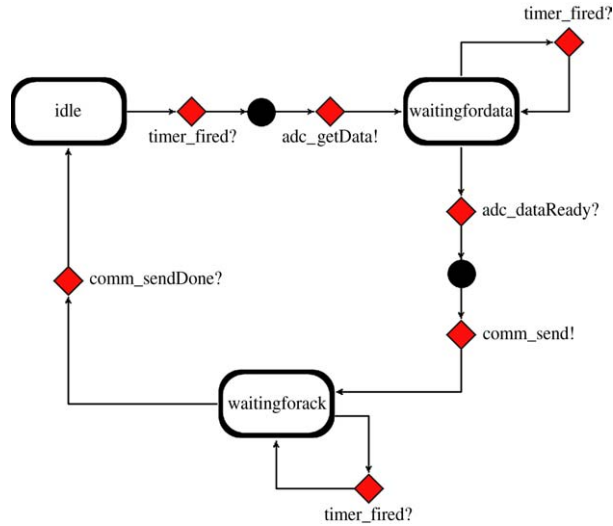 timer_fired?
idle
waitingfordata
timer_fired?
adc_getData!
adc_dataReady?
comm_sendDone?
comm_send!
waitingforack
timer_fired?